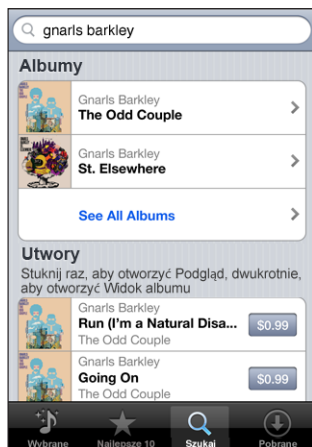 gnarls barkley
Albumy
Gnarls Barkley
The Odd Couple
Gnarls Barkley
St. Elsewhere
See All Albums
Utwory
Stuknij raz, aby otworzyć Podgląd, dwukrotnie,
aby otworzyć Widok albumu
Gnarls Barkley
Run (I'm a Natural Disa...
The Odd Couple
$0.99
Gnarls Barkley
Going On
The Odd Couple
$0.99
Wybrane
Najlepsze 10
Szukaj
Pobrane